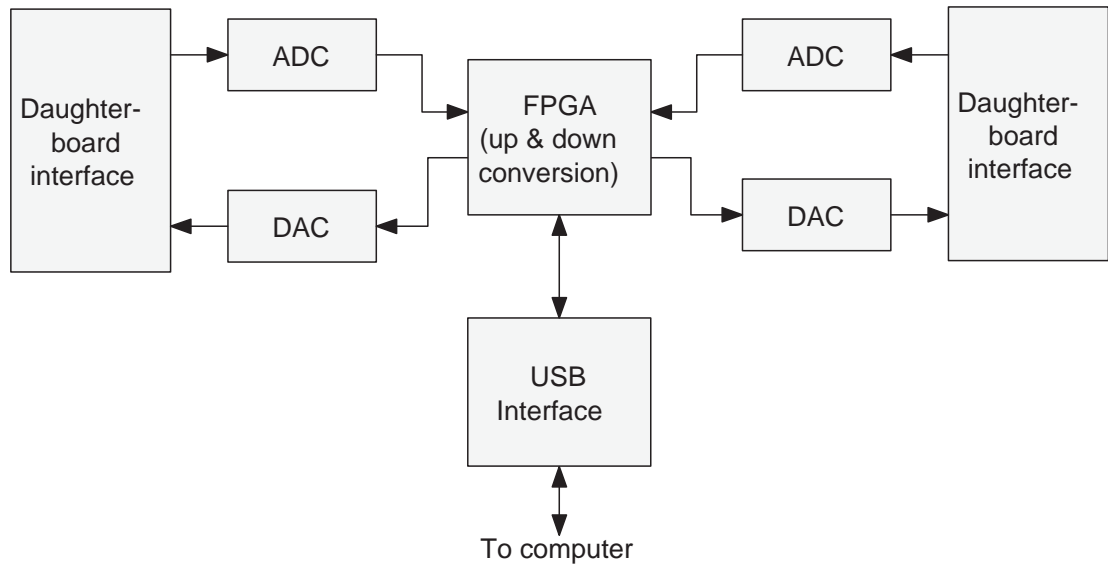 Daughter-
board
interface
ADC
DAC
FPGA
(up & down
conversion)
ADC
DAC
Daughter-
board
interface
USB
Interface
To computer